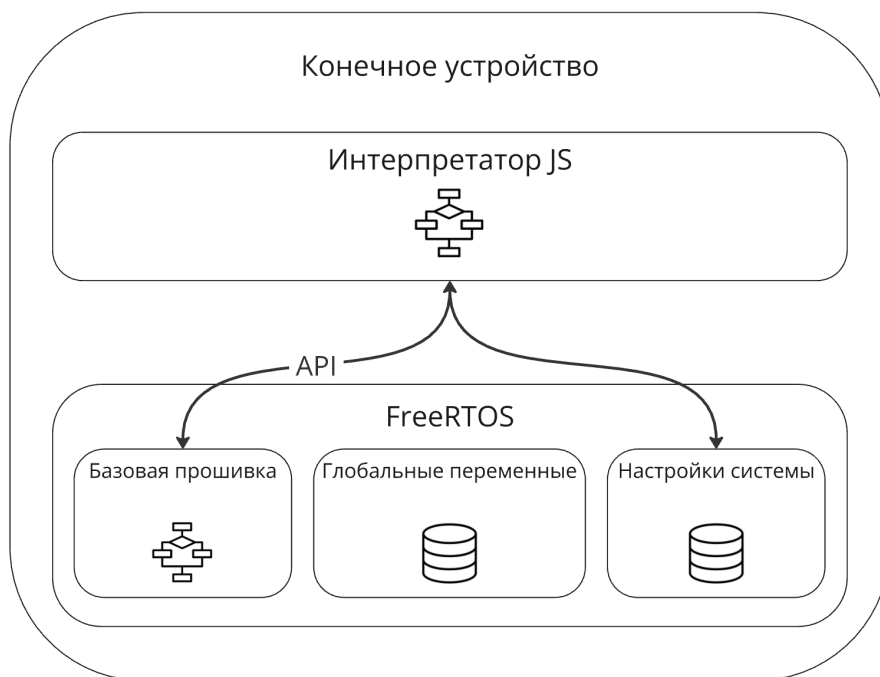 Конечное устройство
Интерпретатор JS
API
FreeRTOS
Базовая прошивка
Глобальные переменные
Настройки системы